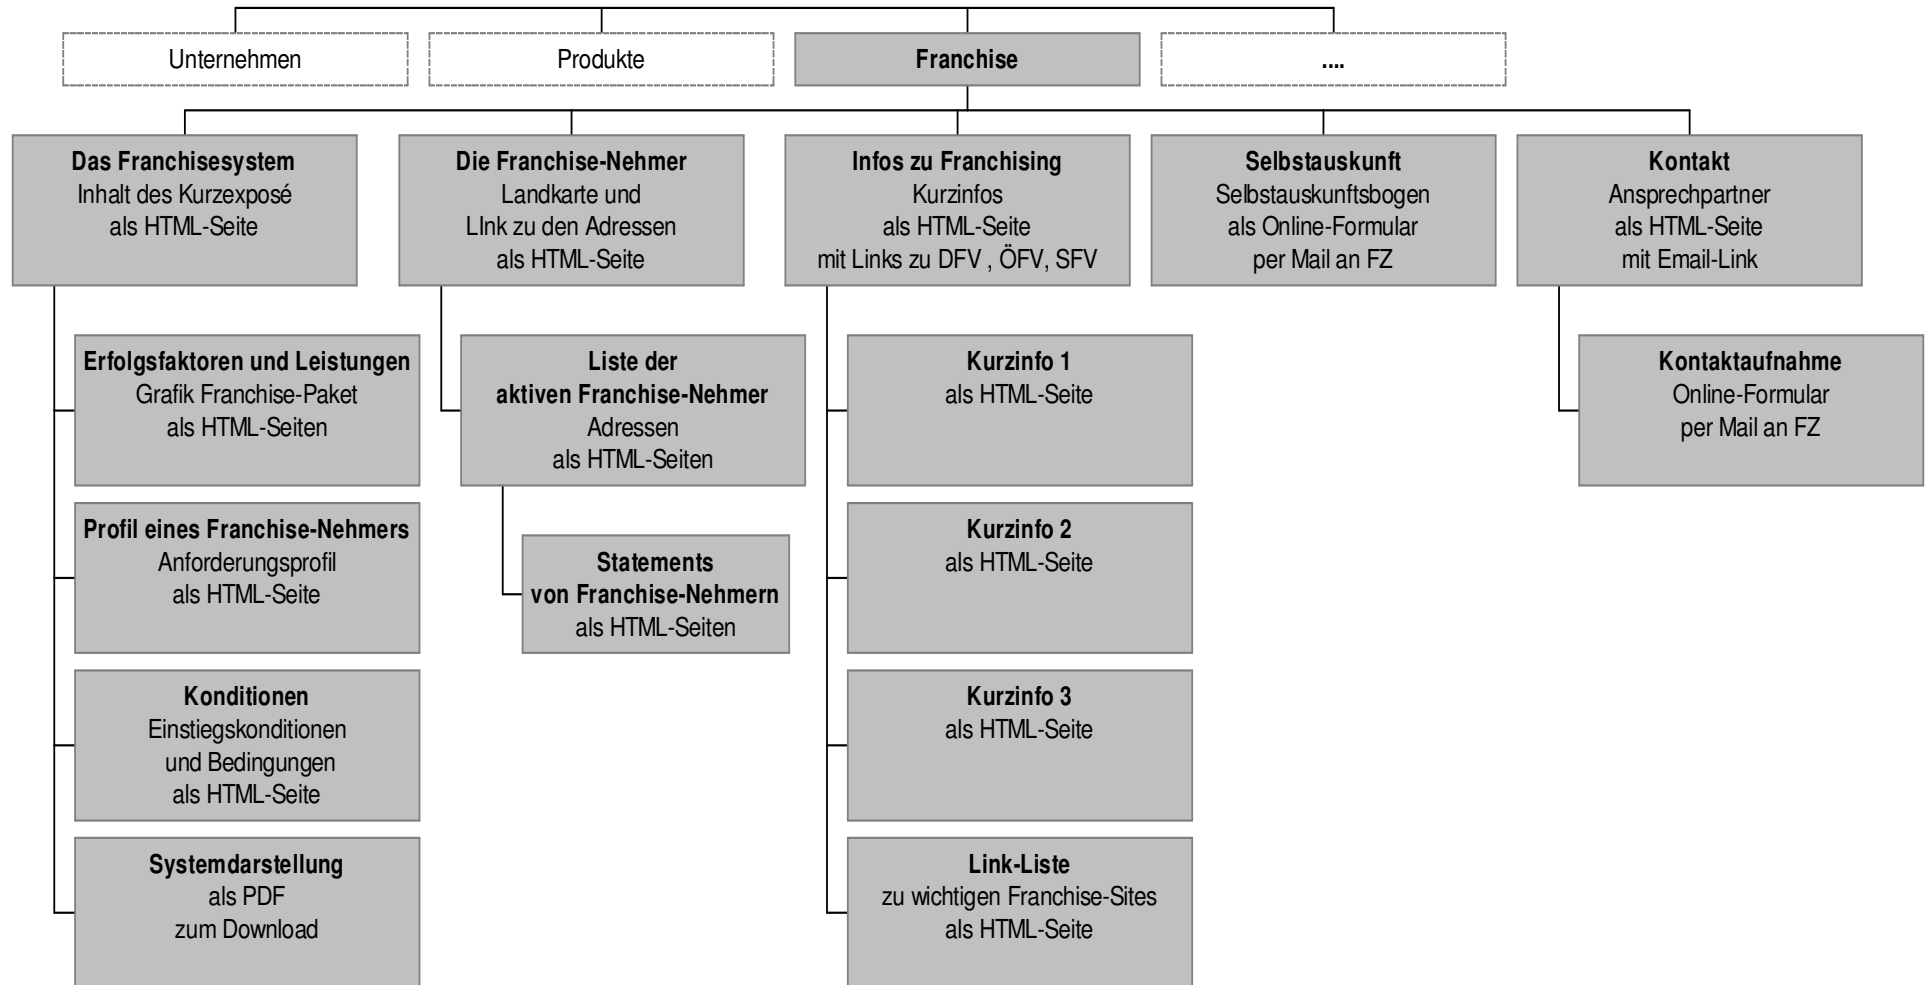 Unternehmen
Produkte
Franchise
....
Das Franchisesystem
Inhalt des Kurzexposé
als HTML-Seite
Die Franchise-Nehmer
Landkarte und
LInk zu den Adressen
als HTML-Seite
Infos zu Franchising
Kurzinfos
als HTML-Seite
mit Links zu DFV , ÖFV, SFV
Selbstauskunft
Selbstauskunftsbogen
als Online-Formular
per Mail an FZ
Kontakt
Ansprechpartner
als HTML-Seite
mit Email-Link
Erfolgsfaktoren und Leistungen
Grafik Franchise-Paket
als HTML-Seiten
Liste der
aktiven Franchise-Nehmer
Adressen
als HTML-Seiten
Kurzinfo 1
als HTML-Seite
Kontaktaufnahme
Online-Formular
per Mail an FZ
Profil eines Franchise-Nehmers
Anforderungsprofil
als HTML-Seite
Statements
von Franchise-Nehmern
als HTML-Seiten
Kurzinfo 2
als HTML-Seite
Konditionen
Einstiegskonditionen
und Bedingungen
als HTML-Seite
Kurzinfo 3
als HTML-Seite
Systemdarstellung
als PDF
zum Download
Link-Liste
zu wichtigen Franchise-Sites
als HTML-Seite